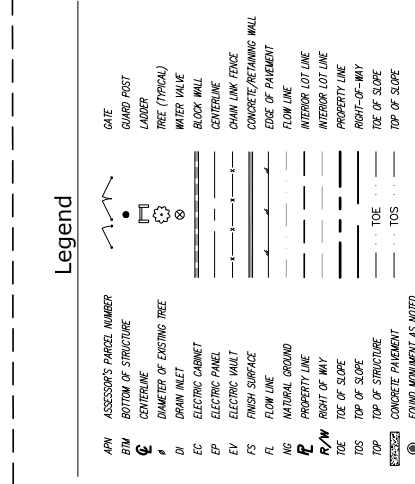 Legend
APN ASSESSOR'S PARCEL NUMBER
BTM BOTTOM OF STRUCTURE
℄ CENTERLINE
ø DIAMETER OF EXISTING TREE
DI DRAIN INLET
EC ELECTRIC CABINET
EP ELECTRIC PANEL
EV ELECTRIC VAULT
FS FINISH SURFACE
FL FLOW LINE
NG NATURAL GROUND
PL PROPERTY LINE
R/W RIGHT OF WAY
TOE TOE OF SLOPE
TOS TOP OF SLOPE
TOP TOP OF STRUCTURE
CONCRETE PAVEMENT
FOUND MONUMENT AS NOTED
GATE
GUARD POST
LADDER
TREE (TYPICAL)
WATER VALVE
BLOCK WALL
CENTERLINE
CHAIN LINK FENCE
CONCRETE/RETAINING WALL
EDGE OF PAVEMENT
FLOW LINE
INTERIOR LOT LINE
INTERIOR LOT LINE
PROPERTY LINE
RIGHT-OF-WAY
TOE TOE OF SLOPE
TOS TOP OF SLOPE